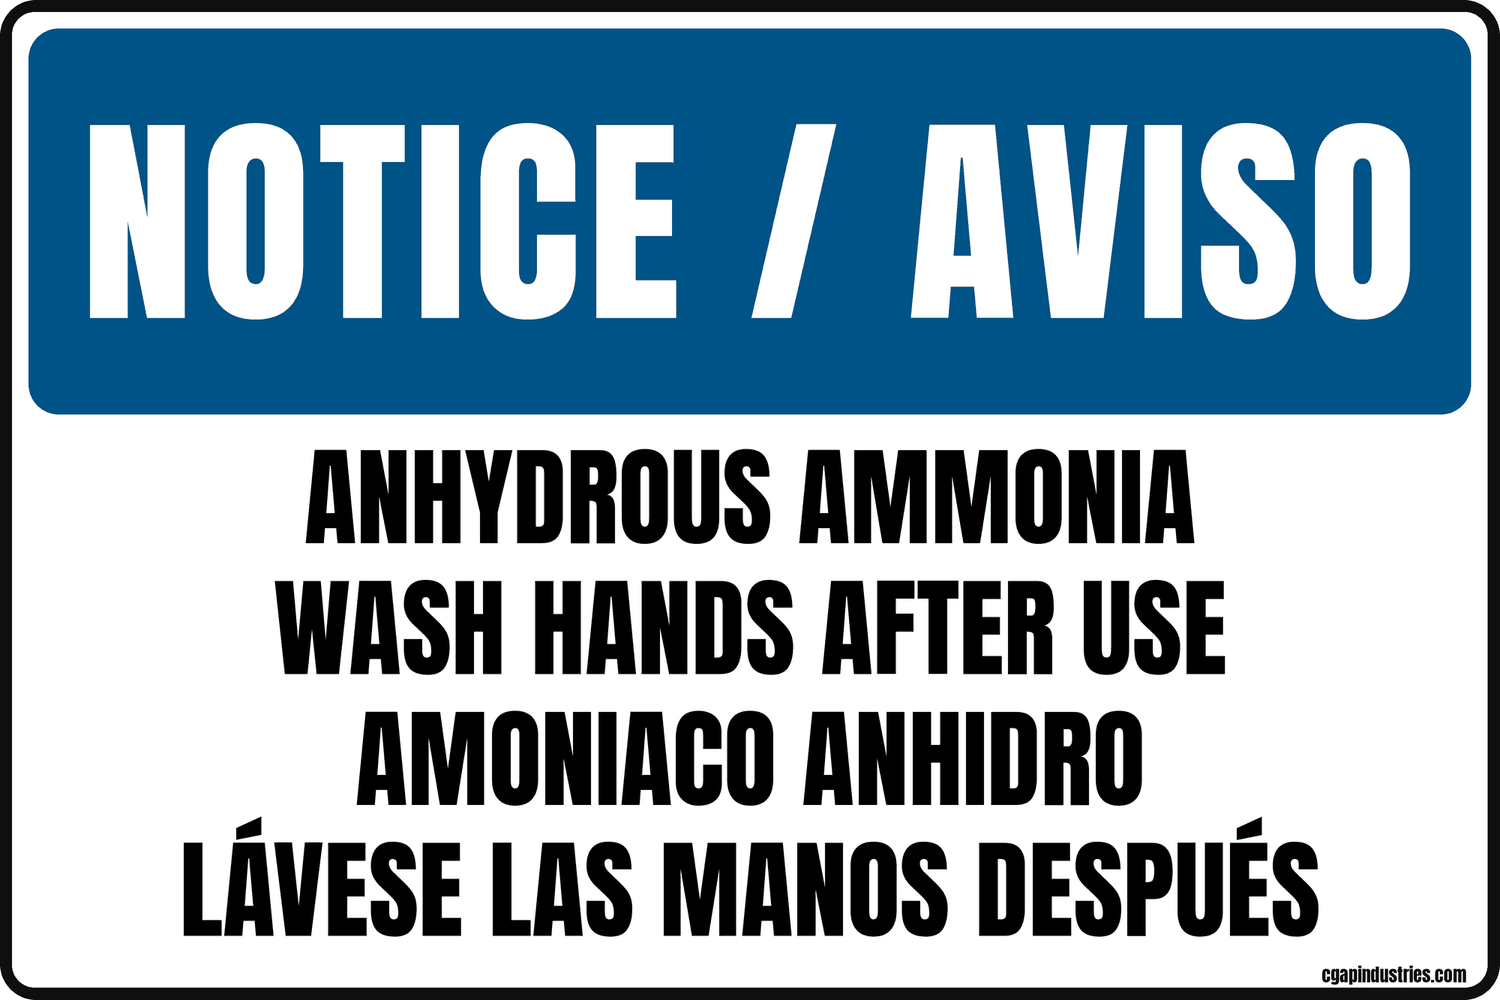 NOTICE / AVISO
ANHYDROUS AMMONIA
WASH HANDS AFTER USE
AMONIACO ANHIDRO
LÁVESE LAS MANOS DESPUÉS
cgapindustries.com